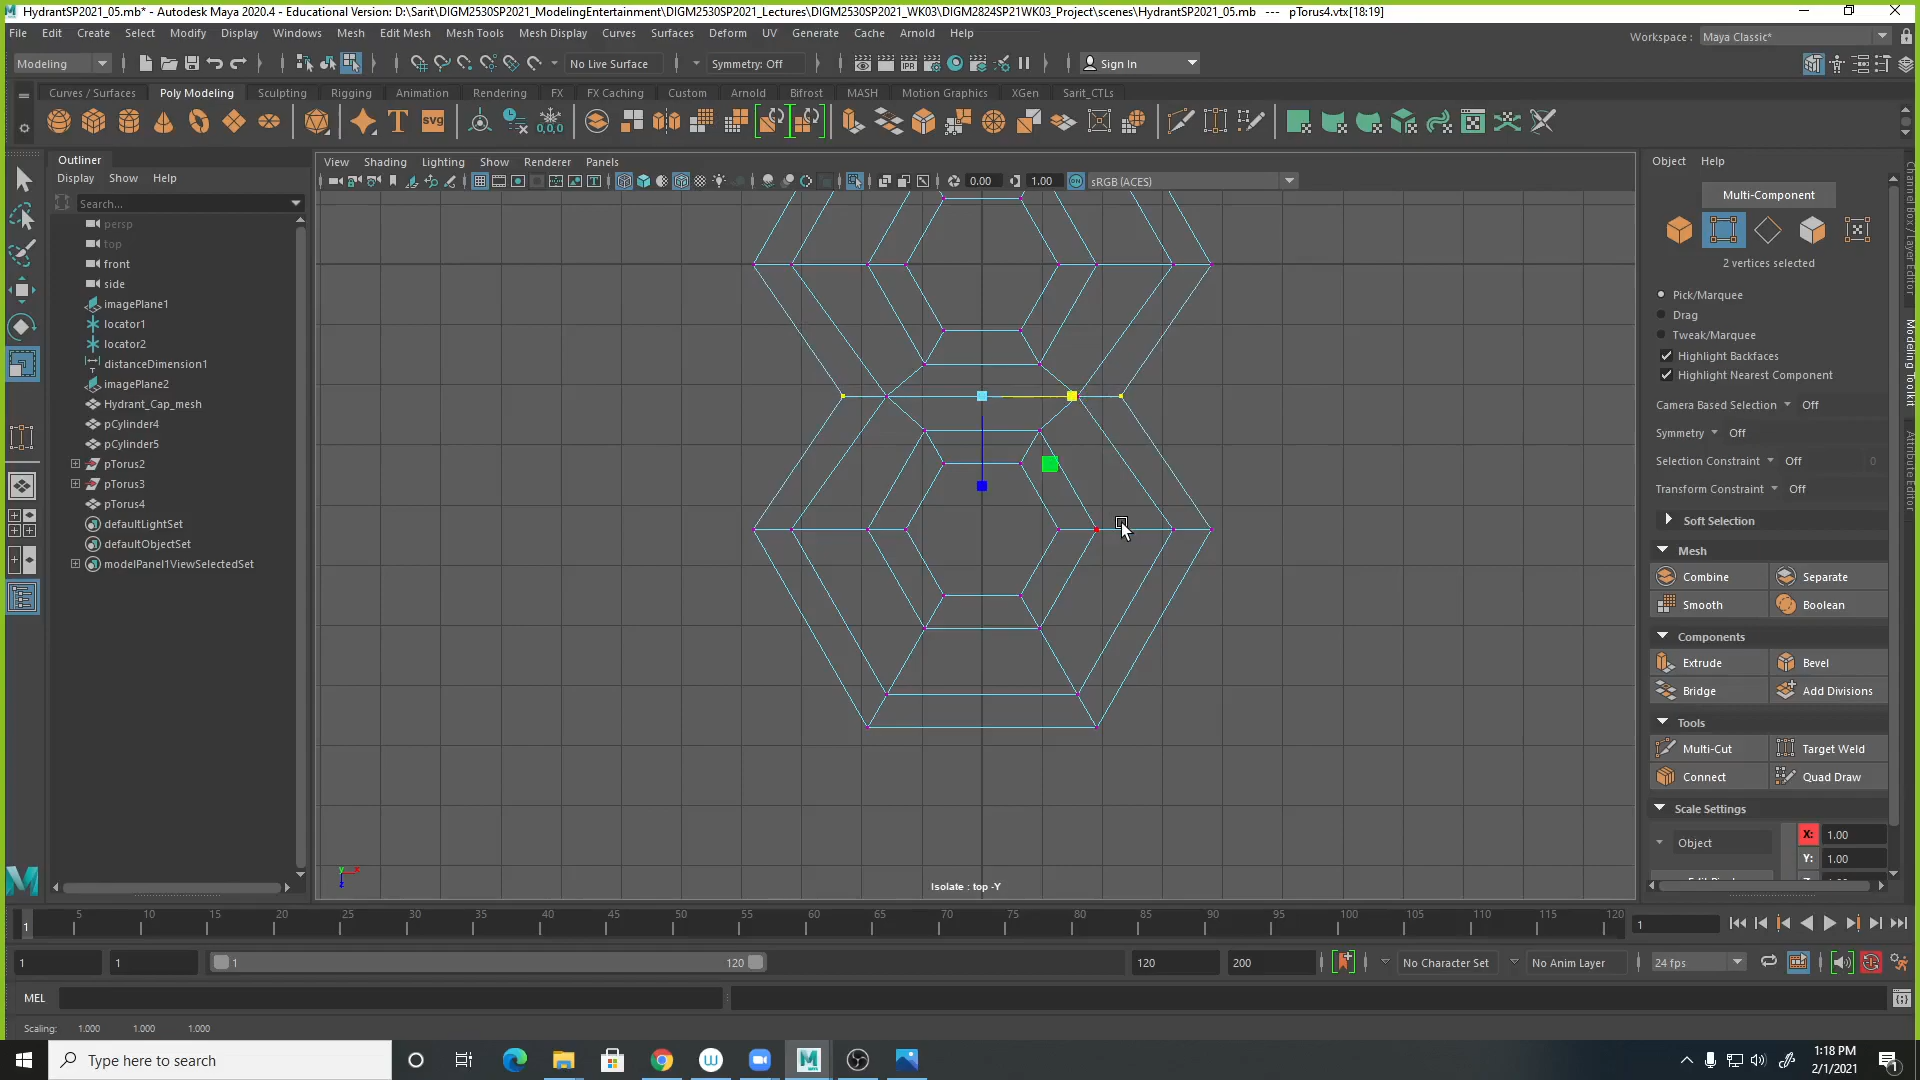 HydrantSP2021_05.mb* - Autodesk Maya 2020.4 - Educational Version: D:\Sarit\DIGM2530SP2021_ModelingEntertainment\DIGM2530SP2021_Lectures\DIGM2530SP2021_WK03\DIGM2824SP21WK03_Project\scenes\HydrantSP2021_05.mb --- pTorus4.vtx[18:19]
File Edit Create Select Modify Display Windows Mesh Edit Mesh Mesh Tools Mesh Display Curves Surfaces Deform UV Generate Cache Arnold Help
Workspace : Maya Classic*
Modeling No Live Surface Symmetry: Off Sign In
Curves / Surfaces Poly Modeling Sculpting Rigging Animation Rendering FX FX Caching Custom Arnold Bifrost MASH Motion Graphics XGen Sarit_CTLs
Outliner
Display Show Help
Search...
persp
top
front
side
imagePlane1
locator1
locator2
distanceDimension1
imagePlane2
Hydrant_Cap_mesh
pCylinder4
pCylinder5
pTorus2
pTorus3
pTorus4
defaultLightSet
defaultObjectSet
modelPanel1ViewSelectedSet
View Shading Lighting Show Renderer Panels
0.00 1.00 sRGB (ACES)
Isolate : top -Y
Object Help
Multi-Component
2 vertices selected
Pick/Marquee
Drag
Tweak/Marquee
Highlight Backfaces
Highlight Nearest Component
Camera Based Selection Off
Symmetry Off
Selection Constraint Off 0
Transform Constraint Off
Soft Selection
Mesh
Combine Separate
Smooth Boolean
Components
Extrude Bevel
Bridge Add Divisions
Tools
Multi-Cut Target Weld
Connect Quad Draw
Scale Settings
Object X: 1.00
Y: 1.00
Channel Box / Layer Editor
Modeling Toolkit
Attribute Editor
1 5 10 15 20 25 30 35 40 45 50 55 60 65 70 75 80 85 90 95 100 105 110 115 120
1
1 1 1 120 120 200 No Character Set No Anim Layer 24 fps
MEL
Scaling: 1.000 1.000 1.000
Type here to search
1:18 PM
2/1/2021